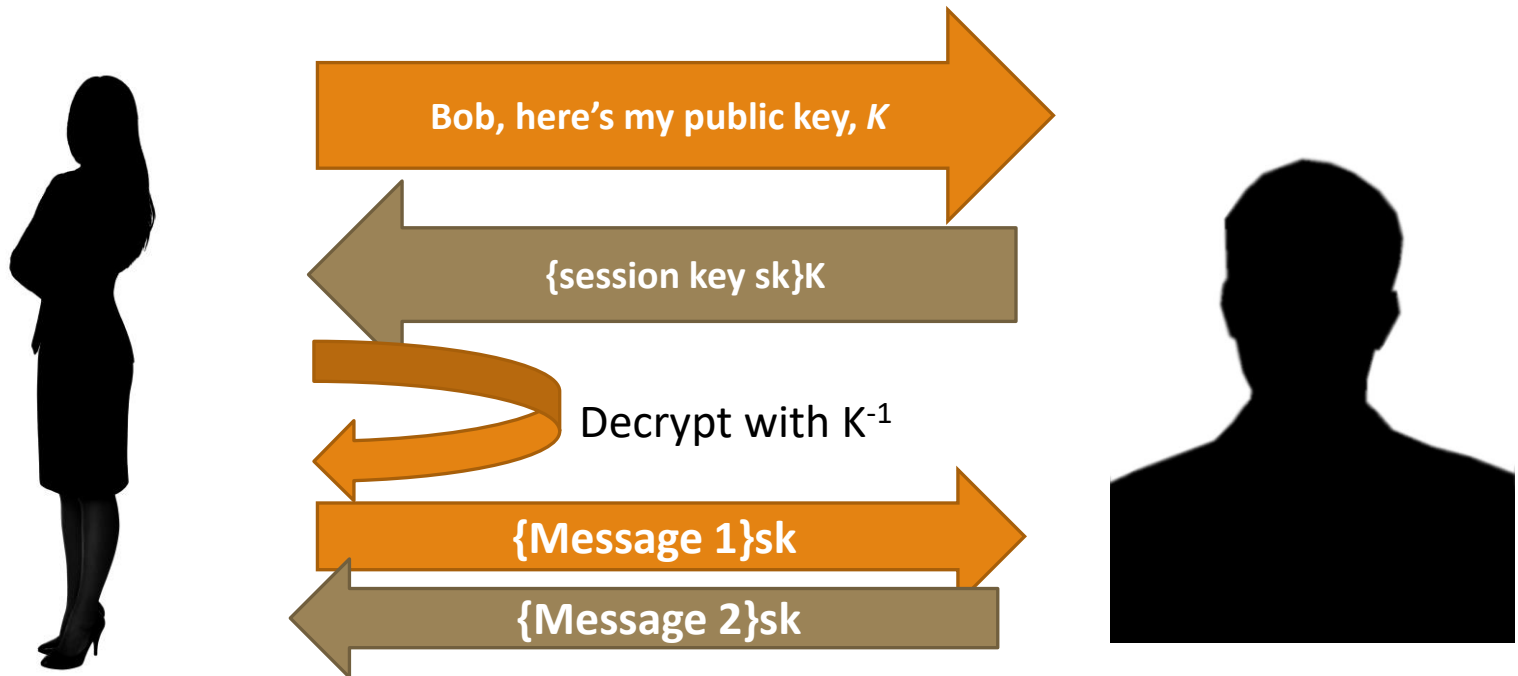 Bob, here’s my public key, K
{session key sk}K
Decrypt with K⁻¹
{Message 1}sk
{Message 2}sk